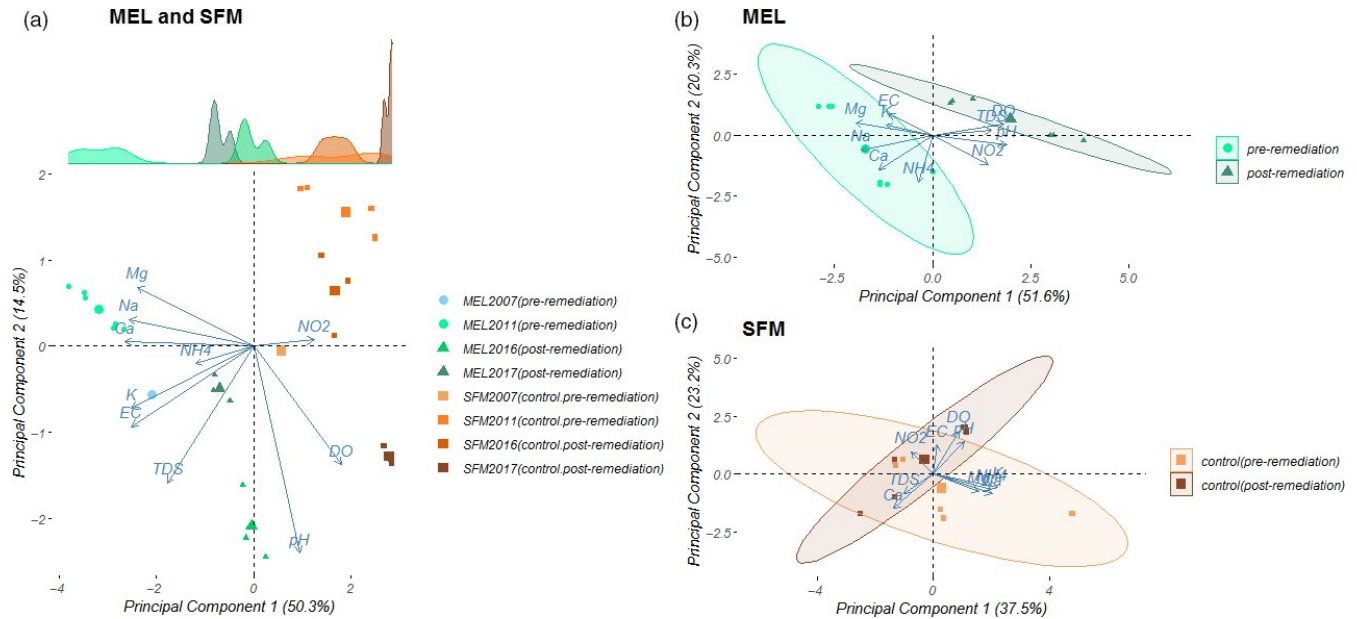 (a) MEL and SFM
2
1
0
−1
−2
−4
−2
0
2
Principal Component 2 (14.5%)
Principal Component 1 (50.3%)
Mg
Na
Ca
NH4
NO2
K
EC
TDS
DO
pH
MEL2007(pre-remediation)
MEL2011(pre-remediation)
MEL2016(post-remediation)
MEL2017(post-remediation)
SFM2007(control.pre-remediation)
SFM2011(control.pre-remediation)
SFM2016(control.post-remediation)
SFM2017(control.post-remediation)
(b) MEL
2.5
0.0
−2.5
−5.0
−2.5
0.0
2.5
5.0
Principal Component 2 (20.3%)
Principal Component 1 (51.6%)
EC
K
Mg
Na
Ca
NH4
DO
TDS
pH
NO2
pre-remediation
post-remediation
(c) SFM
5.0
2.5
0.0
−2.5
−4
0
4
Principal Component 2 (23.2%)
Principal Component 1 (37.5%)
DO
EC
pH
NO2
TDS
Ca
K
control(pre-remediation)
control(post-remediation)